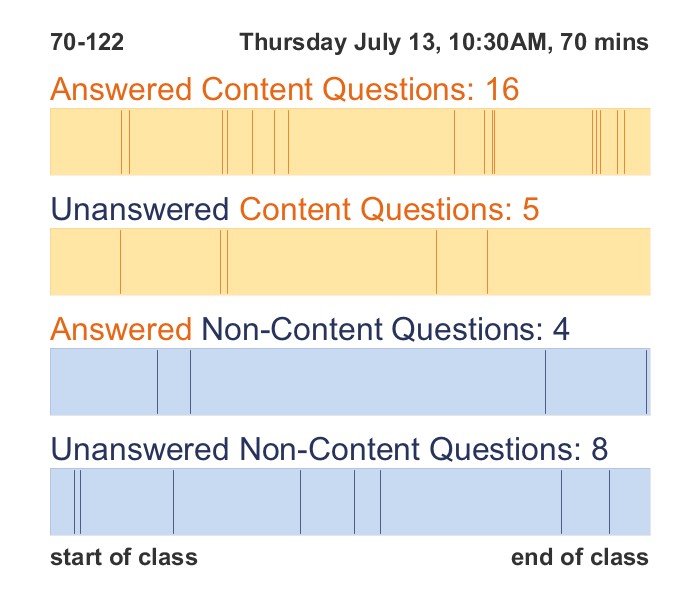 70-122 Thursday July 13, 10:30AM, 70 mins
Answered Content Questions: 16
Unanswered Content Questions: 5
Answered Non-Content Questions: 4
Unanswered Non-Content Questions: 8
start of class end of class